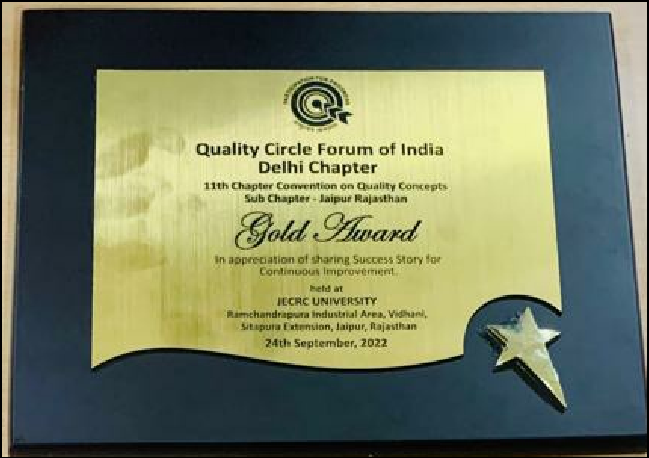 Quality Circle Forum of India
Delhi Chapter
11th Chapter Convention on Quality Concepts
Sub Chapter - Jaipur Rajasthan
Gold Award
In appreciation of sharing Success Story for
Continuous Improvement.
held at
JECRC UNIVERSITY
Ramchandrapura Industrial Area, Vidhani,
Sitapura Extension, Jaipur, Rajasthan
24th September, 2022